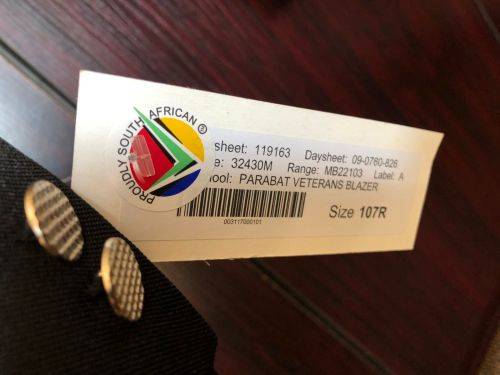 PROUDLY SOUTH AFRICAN ®
sheet: 119163 Daysheet: 09-0760-826
e: 32430M Range: MB22103 Label: A
ool: PARABAT VETERANS BLAZER
003117000101
Size 107R